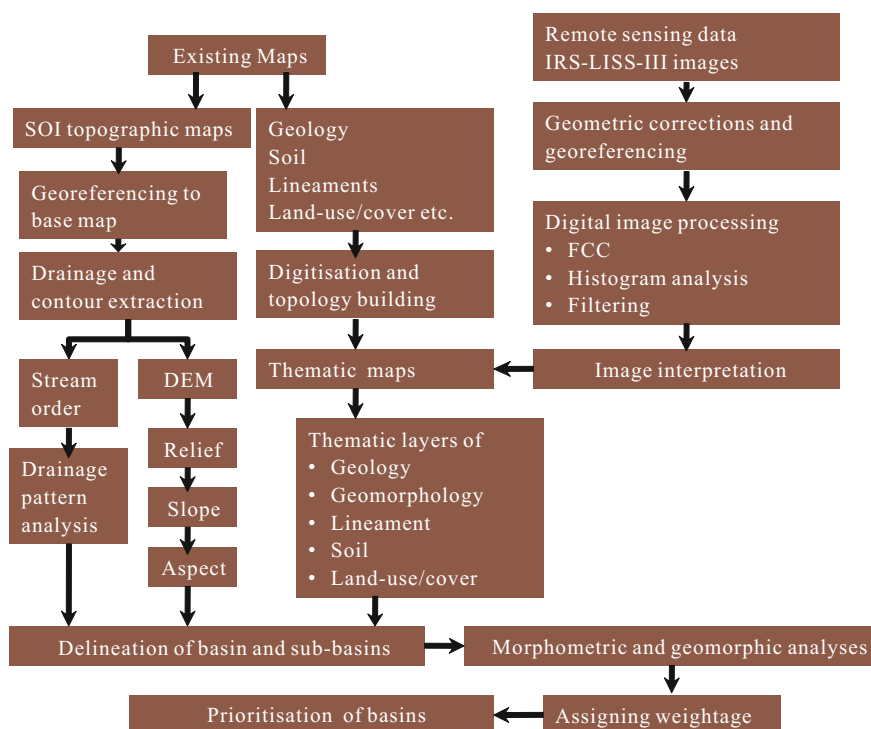 Existing Maps
Remote sensing data
IRS-LISS-III images
SOI topographic maps
Geology
Soil
Lineaments
Land-use/cover etc.
Geometric corrections and
georeferencing
Georeferencing to
base map
Digital image processing
• FCC
• Histogram analysis
• Filtering
Drainage and
contour extraction
Digitisation and
topology building
Stream
order
DEM
Thematic maps
Image interpretation
Relief
Thematic layers of
• Geology
• Geomorphology
• Lineament
• Soil
• Land-use/cover
Drainage
pattern
analysis
Slope
Aspect
Delineation of basin and sub-basins
Morphometric and geomorphic analyses
Prioritisation of basins
Assigning weightage